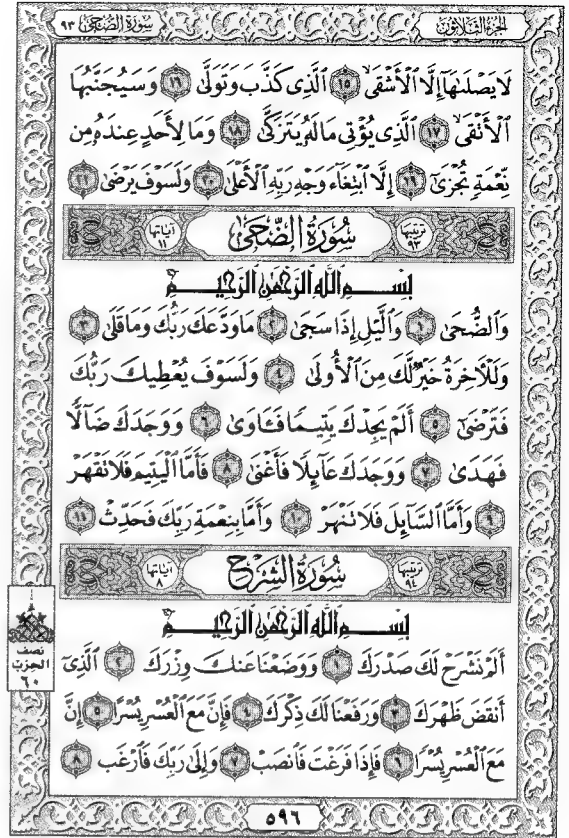 الجزء الثلاثون
سورة الضحى ٩٣
لَا يَصْلَىٰهَآ إِلَّا ٱلْأَشْقَى ١٥ ٱلَّذِى كَذَّبَ وَتَوَلَّىٰ ١٦ وَسَيُجَنَّبُهَا
ٱلْأَتْقَى ١٧ ٱلَّذِى يُؤْتِى مَالَهُۥ يَتَزَكَّىٰ ١٨ وَمَا لِأَحَدٍ عِندَهُۥ مِن
نِّعْمَةٍ تُجْزَىٰٓ ١٩ إِلَّا ٱبْتِغَآءَ وَجْهِ رَبِّهِ ٱلْأَعْلَىٰ ٢٠ وَلَسَوْفَ يَرْضَىٰ ٢١
ترتيبها ٩٣ سُورَةُ الضُّحَىٰ آياتها ١١
بِسْمِ ٱللَّهِ ٱلرَّحْمَٰنِ ٱلرَّحِيمِ
وَٱلضُّحَىٰ ١ وَٱلَّيْلِ إِذَا سَجَىٰ ٢ مَا وَدَّعَكَ رَبُّكَ وَمَا قَلَىٰ ٣
وَلَلْأَخِرَةُ خَيْرٌ لَّكَ مِنَ ٱلْأُولَىٰ ٤ وَلَسَوْفَ يُعْطِيكَ رَبُّكَ
فَتَرْضَىٰٓ ٥ أَلَمْ يَجِدْكَ يَتِيمًا فَـَٔاوَىٰ ٦ وَوَجَدَكَ ضَآلًّا
فَهَدَىٰ ٧ وَوَجَدَكَ عَآئِلًا فَأَغْنَىٰ ٨ فَأَمَّا ٱلْيَتِيمَ فَلَا تَقْهَرْ
٩ وَأَمَّا ٱلسَّآئِلَ فَلَا تَنْهَرْ ١٠ وَأَمَّا بِنِعْمَةِ رَبِّكَ فَحَدِّثْ ١١
ترتيبها ٩٤ سُورَةُ الشَّرْحِ آياتها ٨
بِسْمِ ٱللَّهِ ٱلرَّحْمَٰنِ ٱلرَّحِيمِ
أَلَمْ نَشْرَحْ لَكَ صَدْرَكَ ١ وَوَضَعْنَا عَنكَ وِزْرَكَ ٢ ٱلَّذِىٓ
أَنقَضَ ظَهْرَكَ ٣ وَرَفَعْنَا لَكَ ذِكْرَكَ ٤ فَإِنَّ مَعَ ٱلْعُسْرِ يُسْرًا ٥ إِنَّ
مَعَ ٱلْعُسْرِ يُسْرًا ٦ فَإِذَا فَرَغْتَ فَٱنصَبْ ٧ وَإِلَىٰ رَبِّكَ فَٱرْغَب ٨
نصف
الحزب
٦٠
٥٩٦